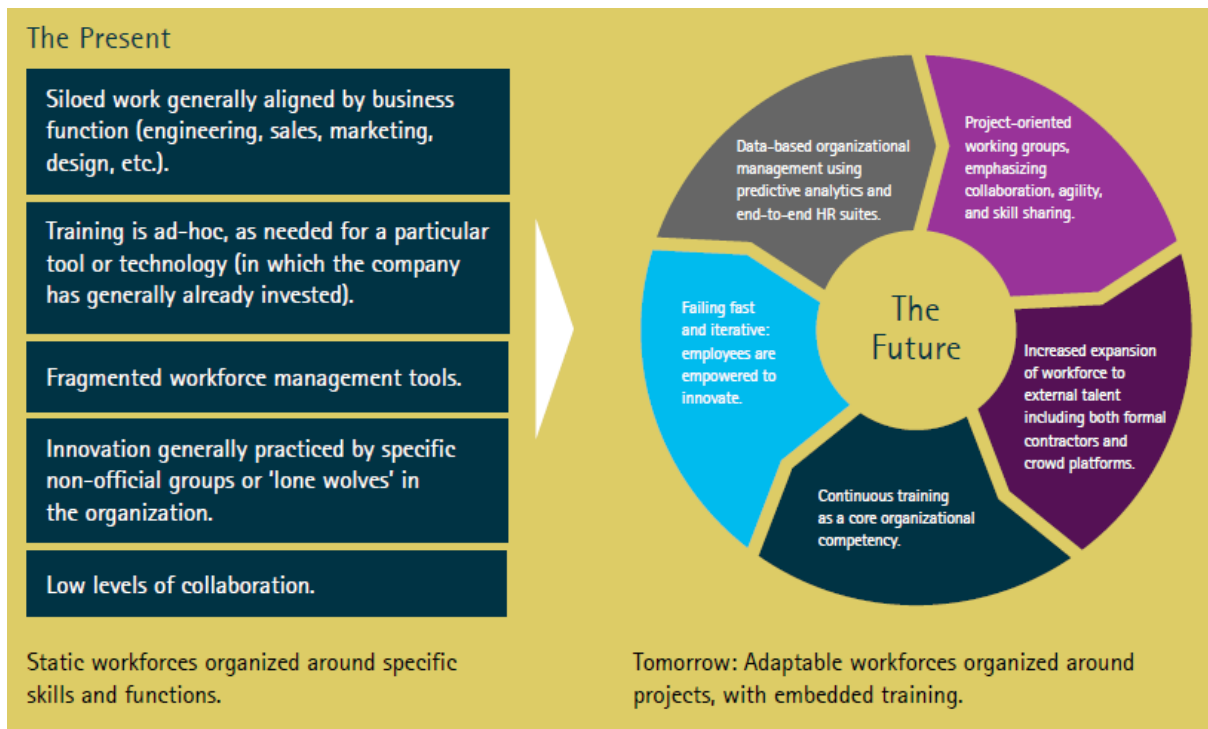 The Present
Siloed work generally aligned by business
function (engineering, sales, marketing,
design, etc.).
Training is ad-hoc, as needed for a particular
tool or technology (in which the company
has generally already invested).
Fragmented workforce management tools.
Innovation generally practiced by specific
non-official groups or 'lone wolves' in
the organization.
Low levels of collaboration.
Static workforces organized around specific
skills and functions.
The
Future
Project-oriented
working groups,
emphasizing
collaboration, agility,
and skill sharing.
Increased expansion
of workforce to
external talent
including both formal
contractors and
crowd platforms.
Continuous training
as a core organizational
competency.
Failing fast
and iterative:
employees are
empowered to
innovate.
Data-based organizational
management using
predictive analytics and
end-to-end HR suites.
Tomorrow: Adaptable workforces organized around
projects, with embedded training.